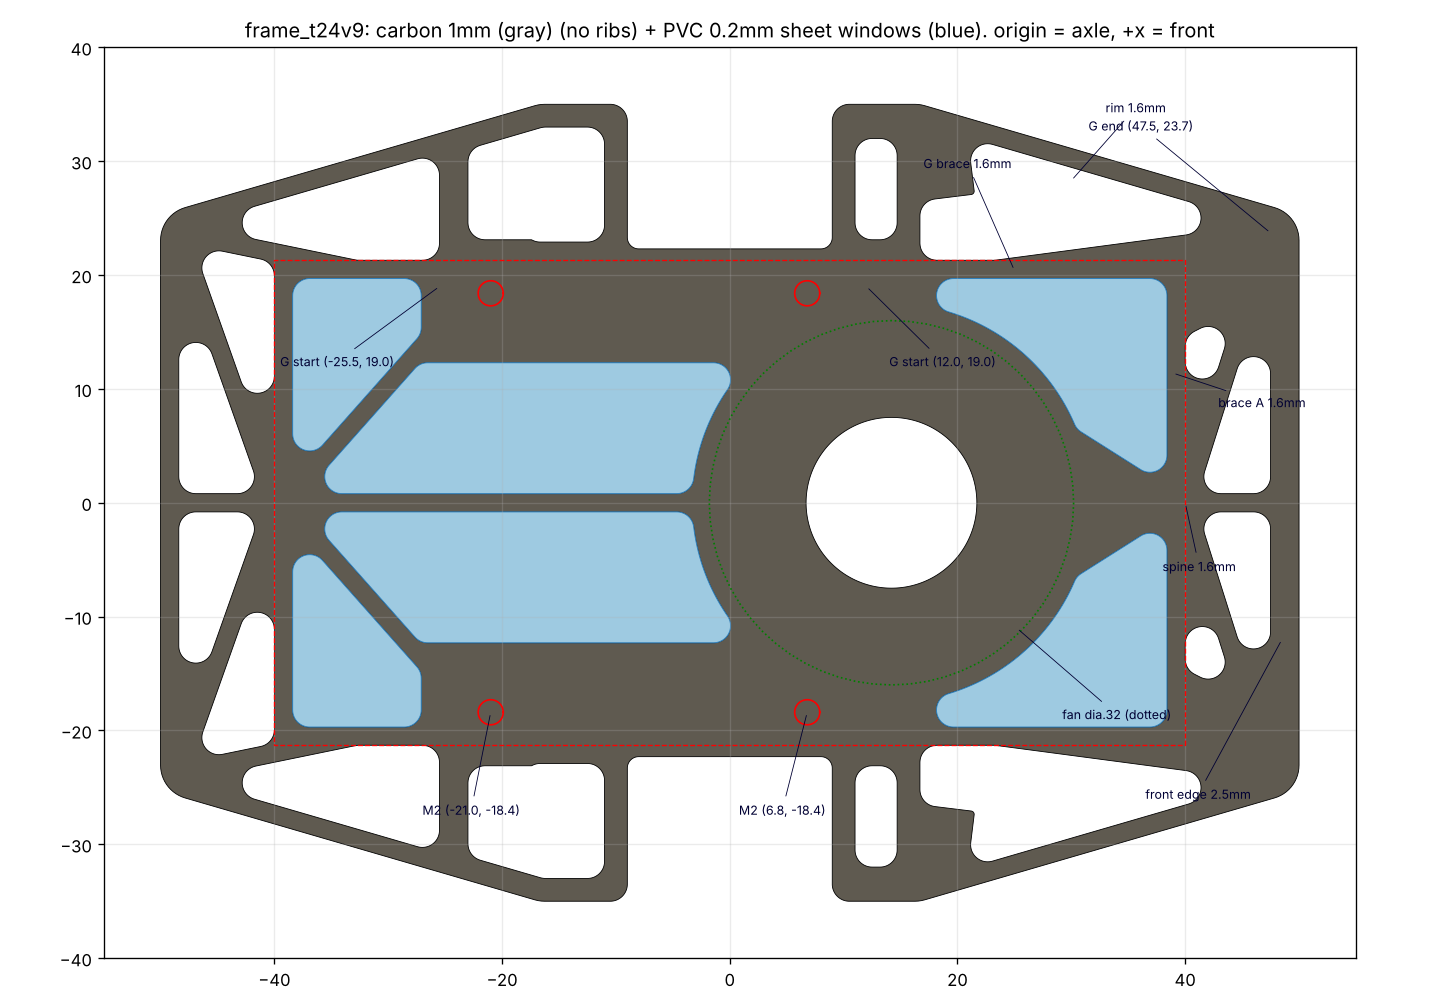 frame_t24v9: carbon 1mm (gray) (no ribs) + PVC 0.2mm sheet windows (blue). origin = axle, +x = front
40
30
20
10
0
−10
−20
−30
−40
rim 1.6mm
G end (47.5, 23.7)
G brace 1.6mm
G start (-25.5, 19.0)
G start (12.0, 19.0)
brace A 1.6mm
spine 1.6mm
fan dia.32 (dotted)
front edge 2.5mm
M2 (-21.0, -18.4)
M2 (6.8, -18.4)
−40
−20
0
20
40